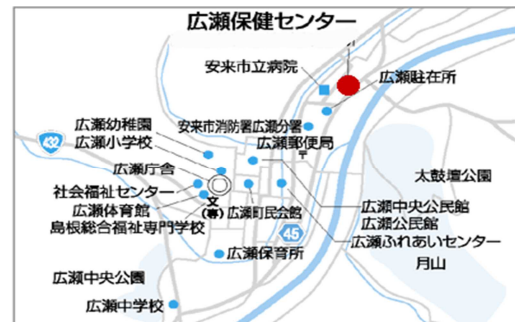 広瀬保健センター
安来市立病院
広瀬駐在所
広瀬幼稚園
安来市消防署広瀬分署
432
広瀬小学校
広瀬郵便局
〒
広瀬庁舎
太鼓壇公園
社会福祉センター
文
(専)
広瀬町民会館
広瀬中央公民館
広瀬体育館
広瀬公民館
島根総合福祉専門学校
45
広瀬ふれあいセンター
広瀬保育所
月山
広瀬中央公園
広瀬中学校